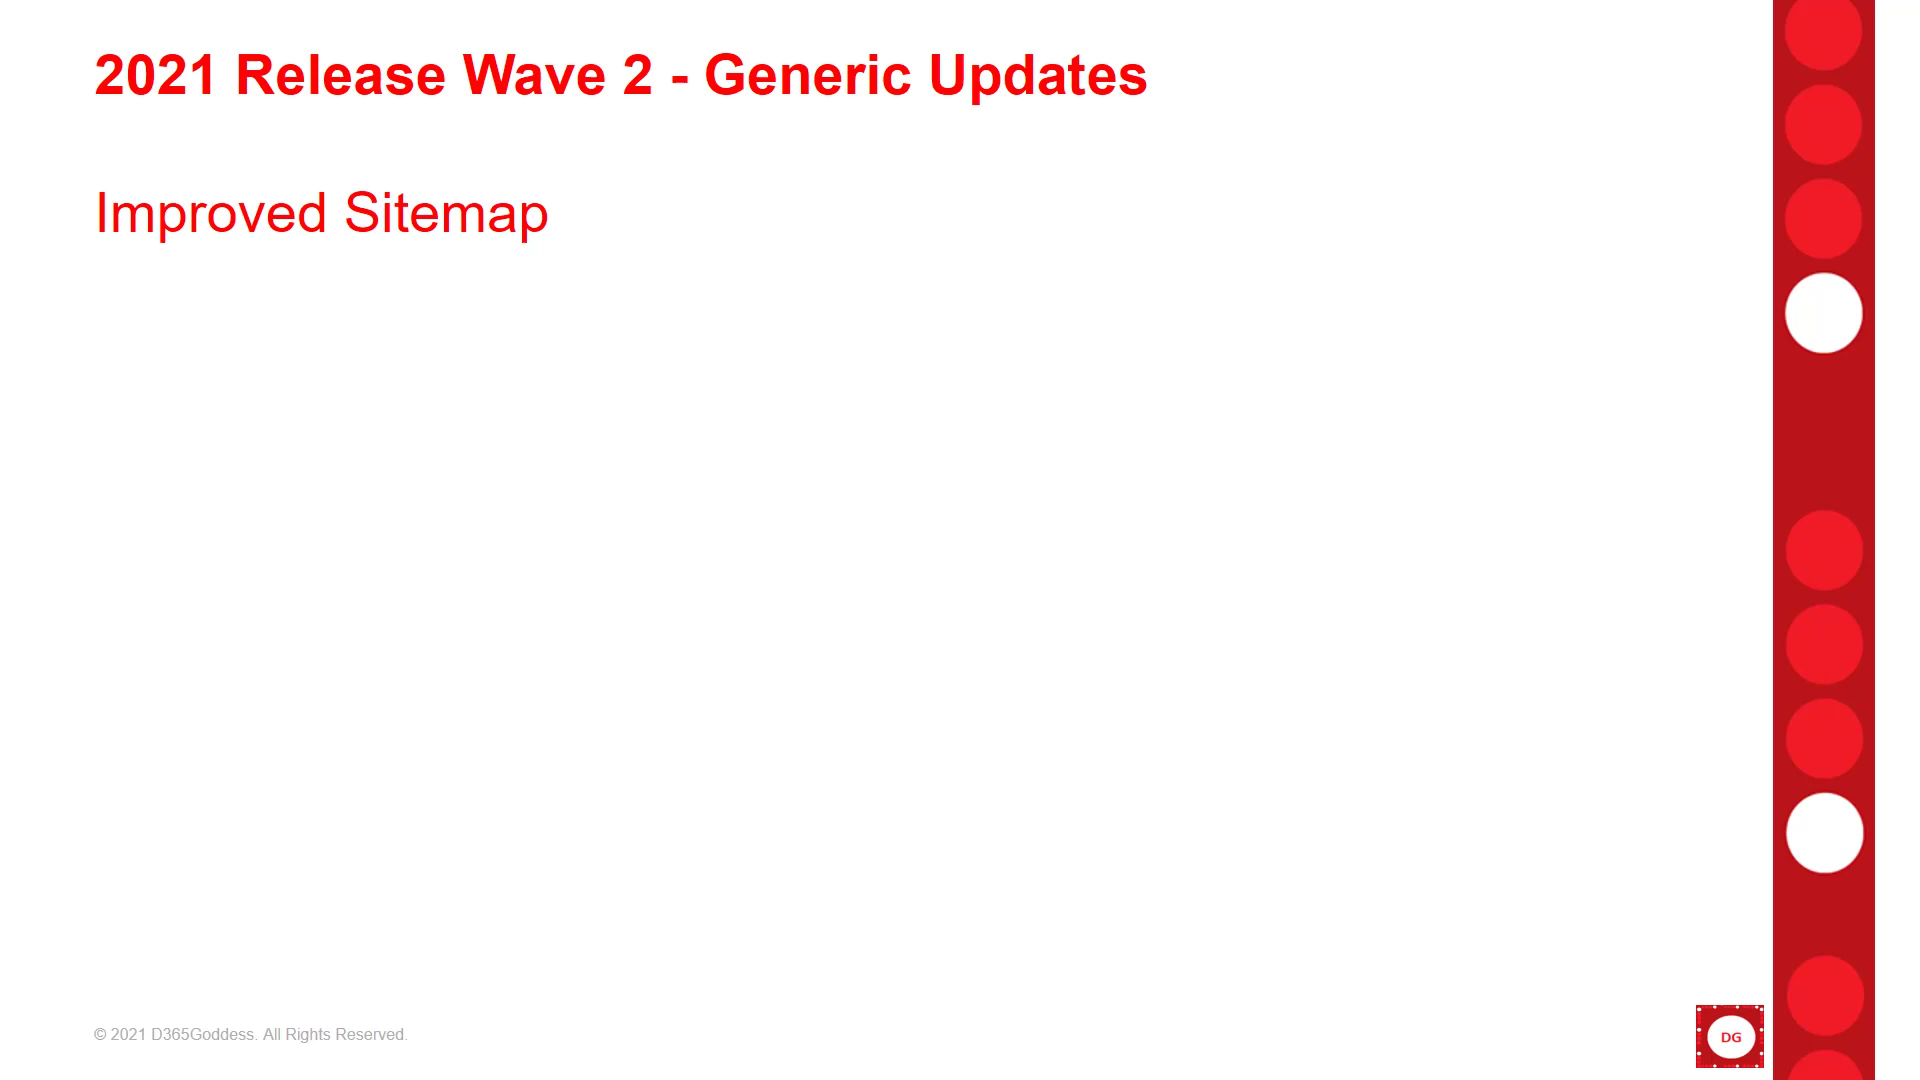 2021 Release Wave 2 - Generic Updates
Improved Sitemap
© 2021 D365Goddess. All Rights Reserved.
DG